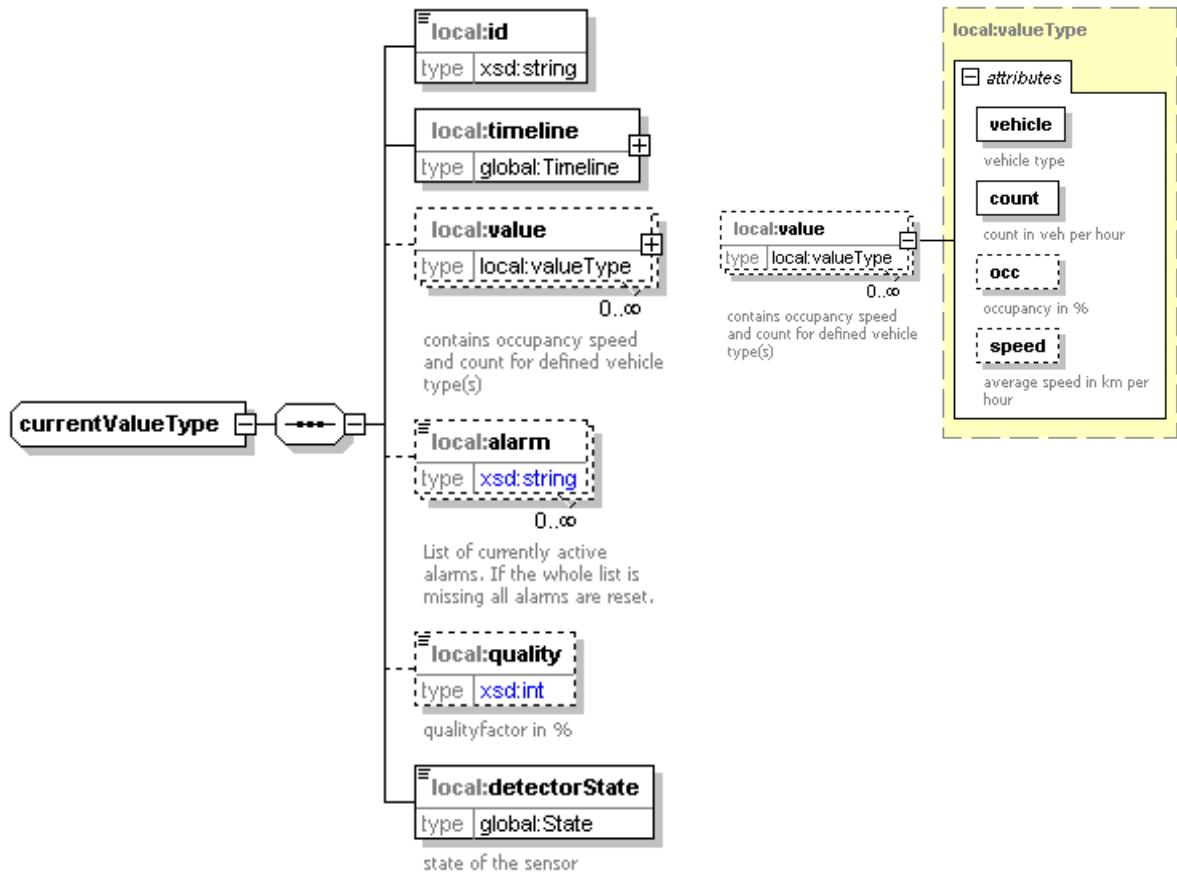 local:id
type xsd:string
local:timeline
type global:Timeline
local:value
type local:valueType
0..∞
contains occupancy speed
and count for defined vehicle
type(s)
currentValueType
local:alarm
type xsd:string
0..∞
List of currently active
alarms. If the whole list is
missing all alarms are reset.
local:quality
type xsd:int
qualityfactor in %
local:detectorState
type global:State
state of the sensor
local:value
type local:valueType
0..∞
contains occupancy speed
and count for defined vehicle
type(s)
local:valueType
attributes
vehicle
vehicle type
count
count in veh per hour
occ
occupancy in %
speed
average speed in km per
hour